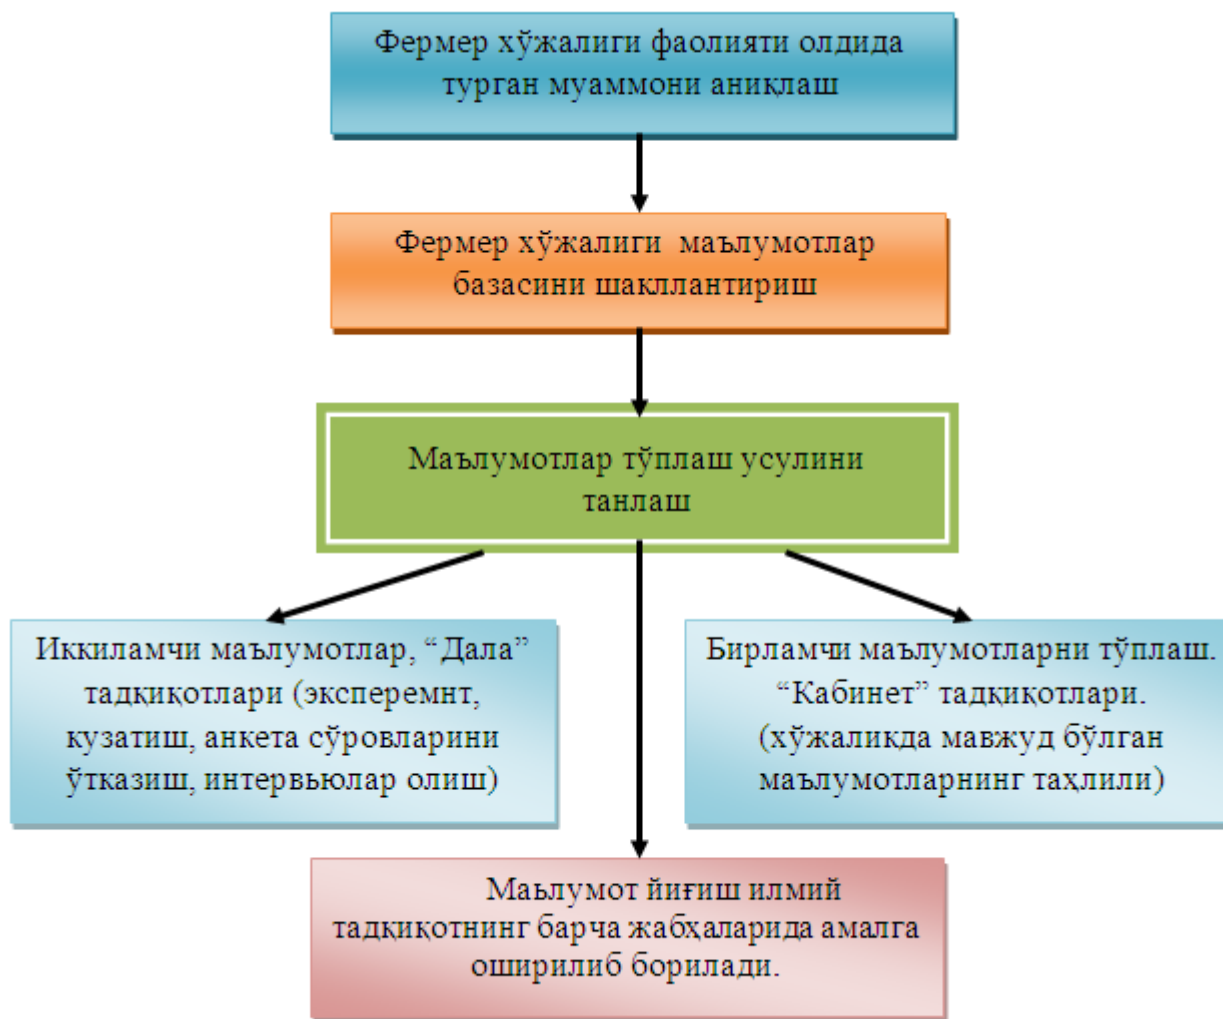 Фермер хўжалиги фаолияти олдида
турган муаммони аниқлаш
Фермер хўжалиги маълумотлар
базасини шакллантириш
Маълумотлар тўплаш усулини
танлаш
Иккиламчи маълумотлар, “Дала”
тадқиқотлари (эксперемнт,
кузатиш, анкета сўровларини
ўтказиш, интервьюлар олиш)
Бирламчи маълумотларни тўплаш.
“Кабинет” тадқиқотлари.
(хўжаликда мавжуд бўлган
маълумотларнинг таҳлили)
Маьлумот йиғиш илмий
тадқиқотнинг барча жабҳаларида амалга
оширилиб борилади.